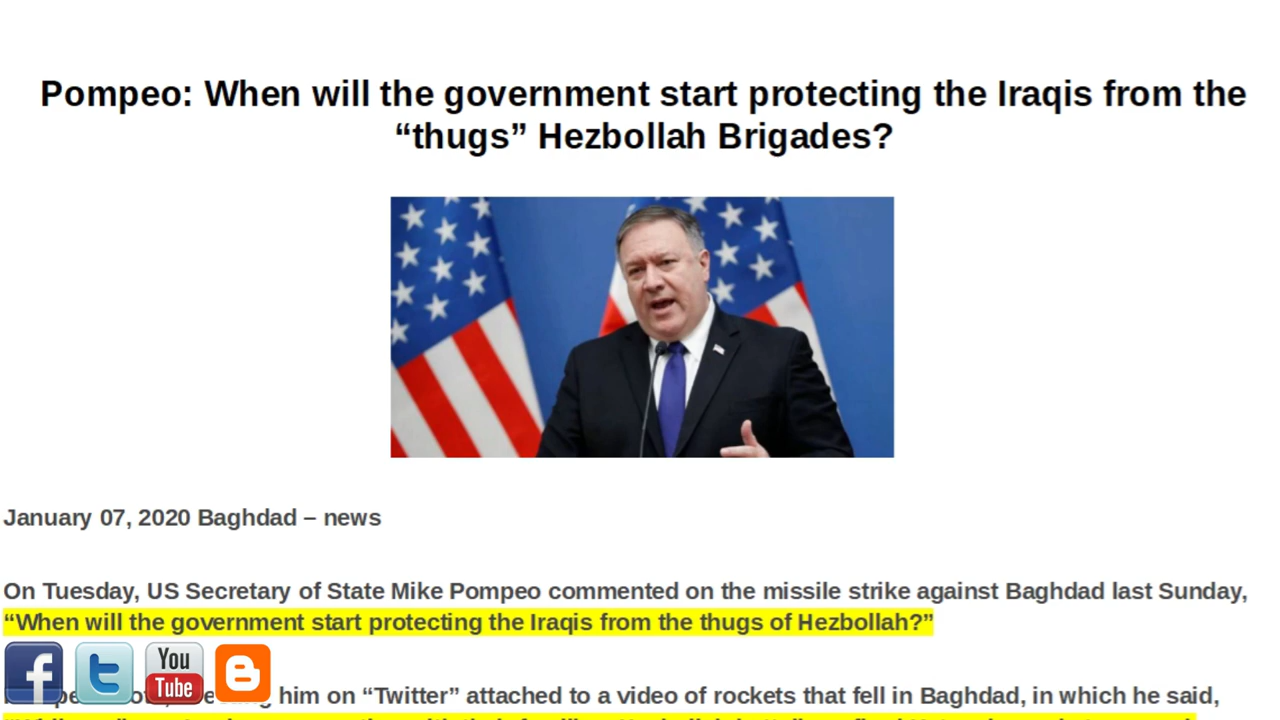 Pompeo: When will the government start protecting the Iraqis from the
“thugs” Hezbollah Brigades?
January 07, 2020 Baghdad – news
On Tuesday, US Secretary of State Mike Pompeo commented on the missile strike against Baghdad last Sunday,
“When will the government start protecting the Iraqis from the thugs of Hezbollah?”
You
Tube
him on “Twitter” attached to a video of rockets that fell in Baghdad, in which he said,